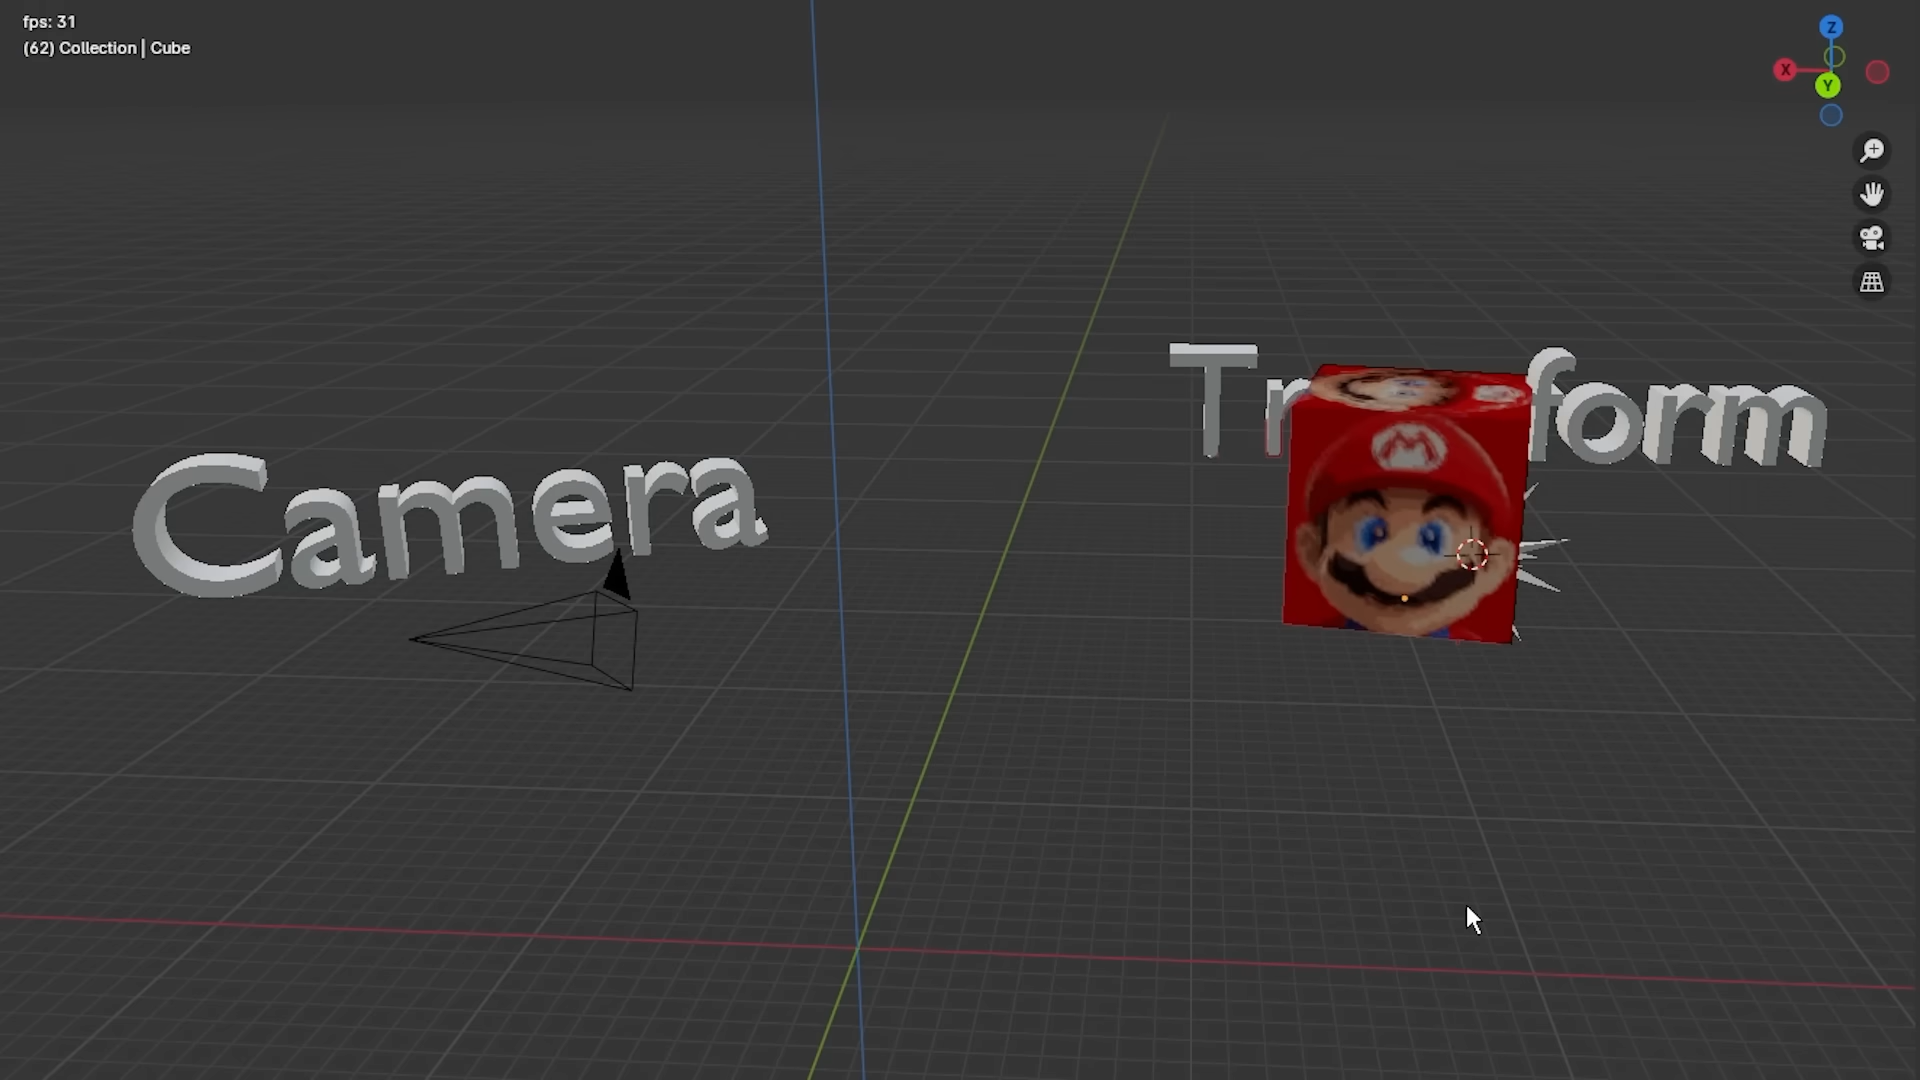 fps: 31
(62) Collection | Cube
Z
X
Y
Tr form
Camera
M